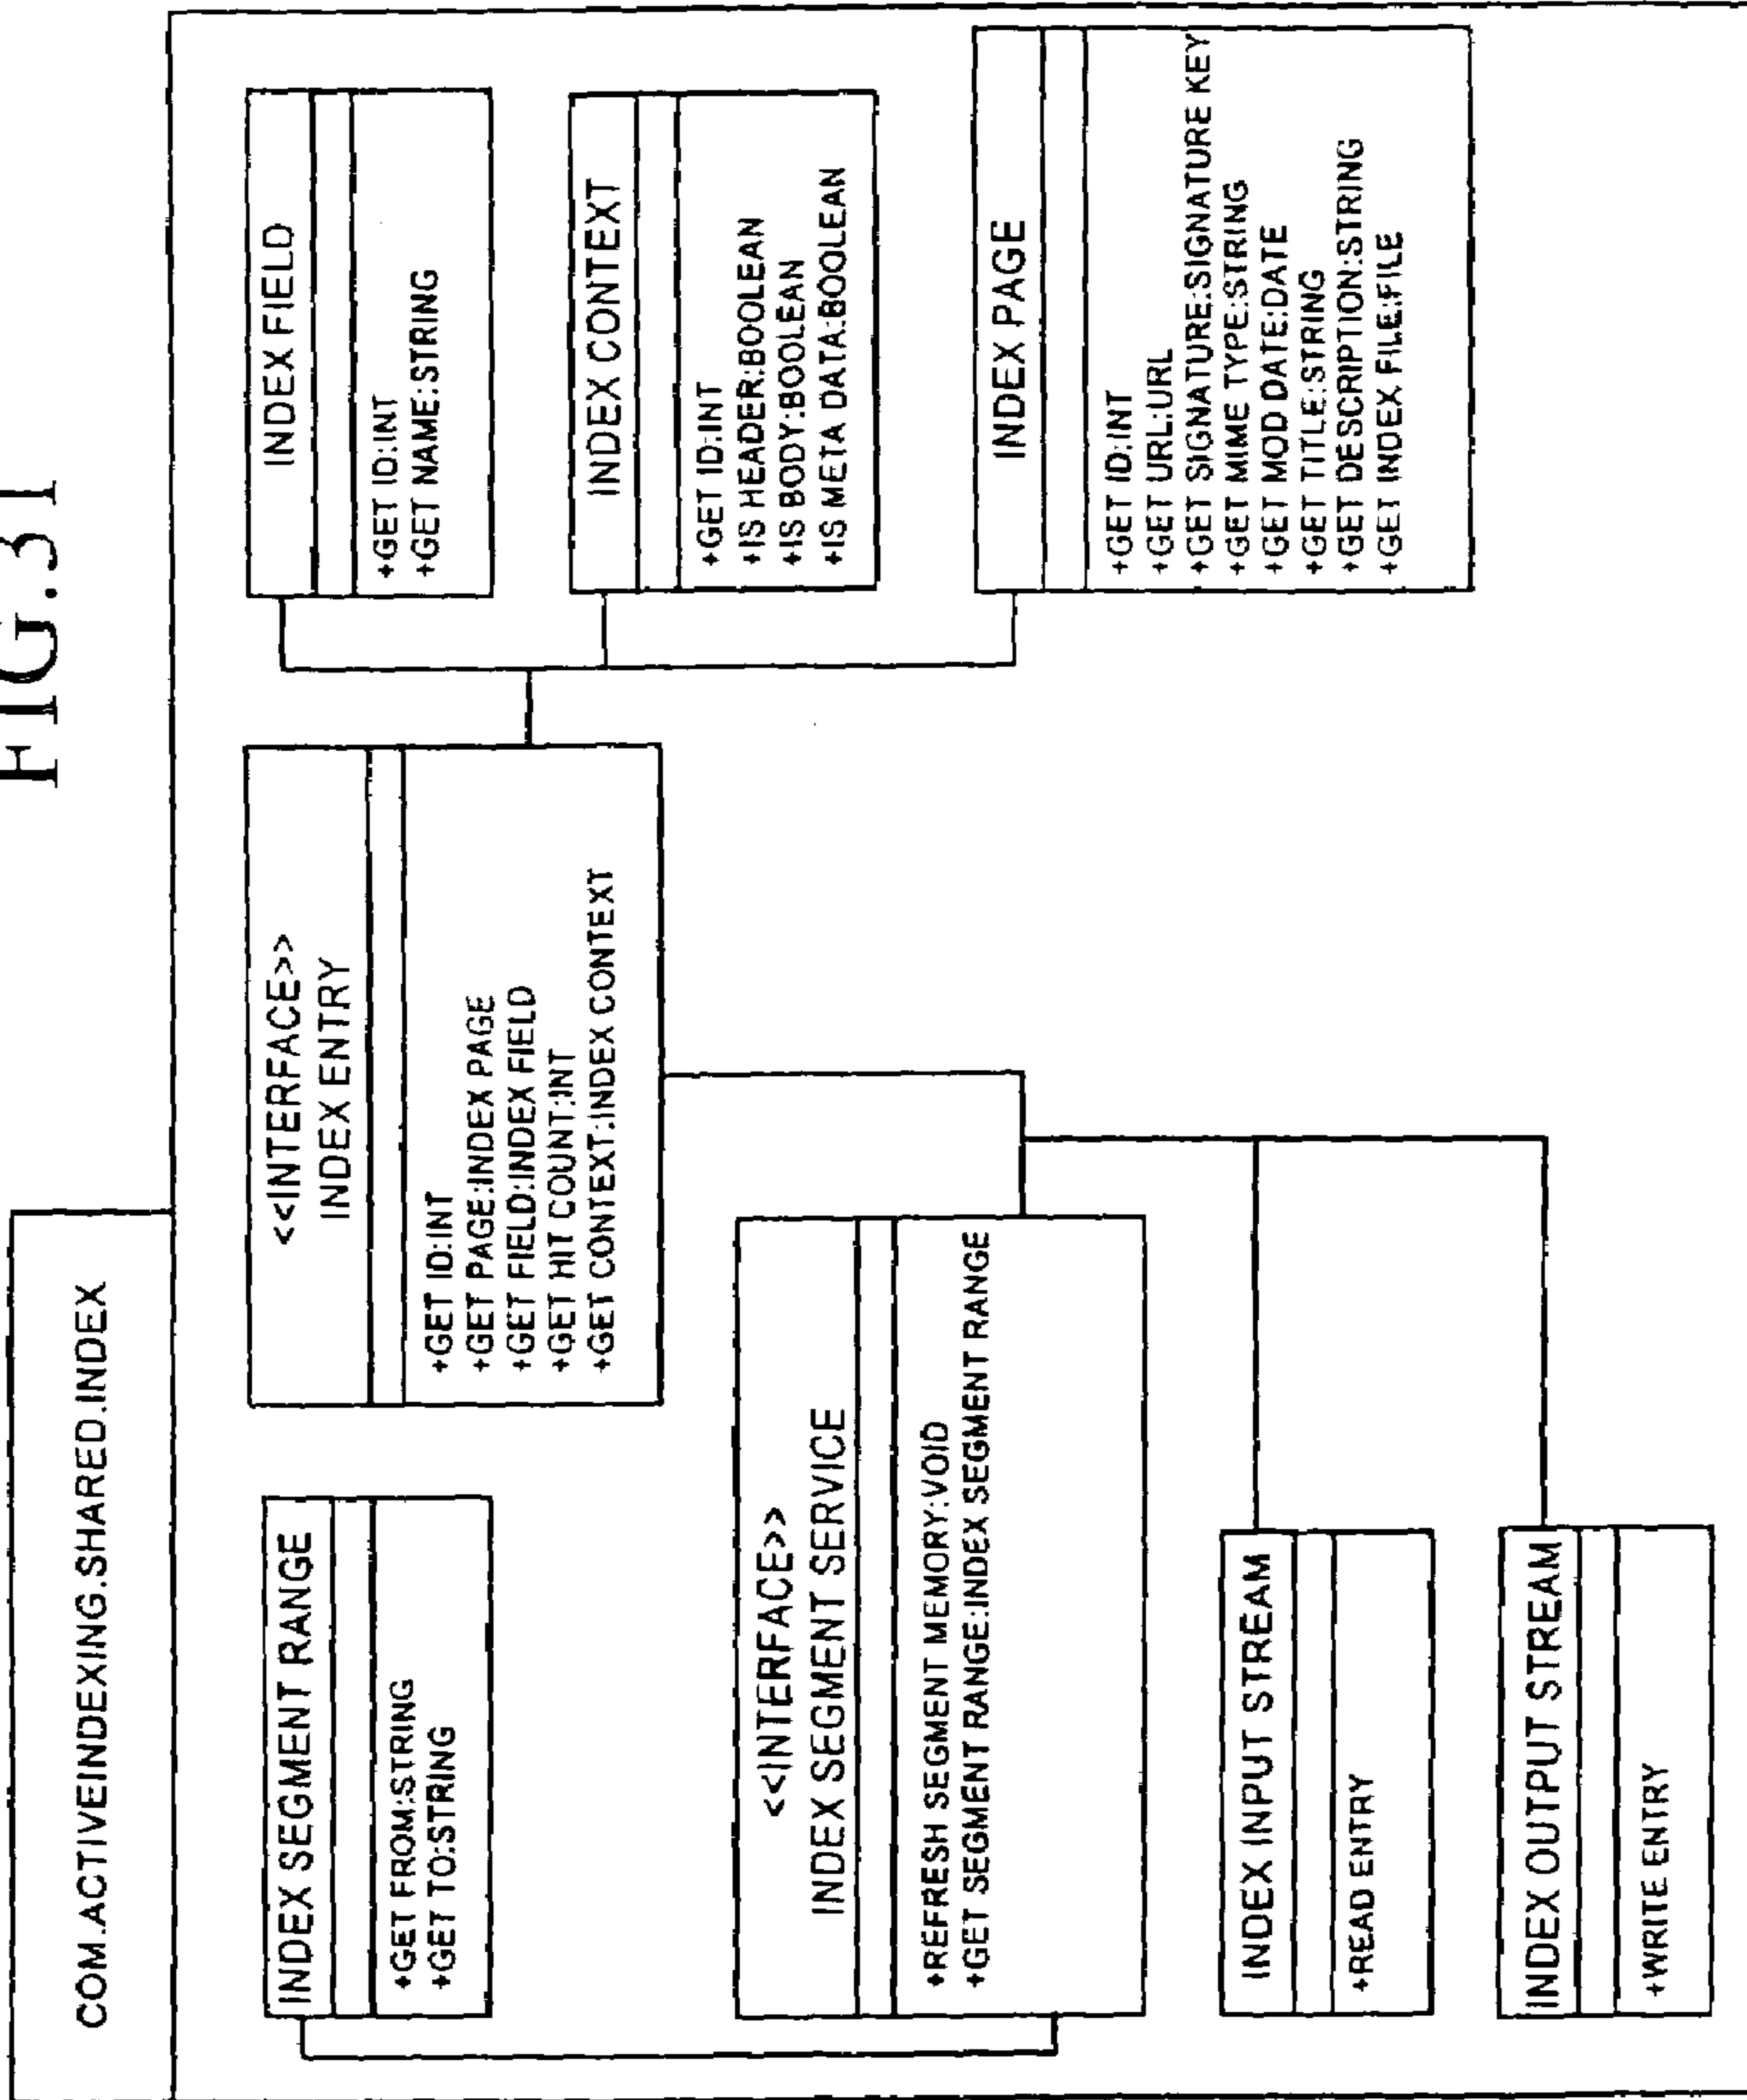 FIG.31
COM.ACTIVEINDEXING.SHARED.INDEX
INDEX SEGMENT RANGE
+GET FROM:STRING
+GET TO:STRING
<<INTERFACE>>
INDEX ENTRY
+GET ID:INT
+GET PAGE:INDEX PAGE
+GET FIELD:INDEX FIELD
+GET HIT COUNT:INT
+GET CONTEXT:INDEX CONTEXT
INDEX FIELD
+GET ID:INT
+GET NAME:STRING
INDEX CONTEXT
+GET ID:INT
+IS HEADER:BOOLEAN
+IS BODY:BOOLEAN
+IS META DATA:BOOLEAN
<<INTERFACE>>
INDEX SEGMENT SERVICE
+REFRESH SEGMENT MEMORY:VOID
+GET SEGMENT RANGE:INDEX SEGMENT RANGE
INDEX PAGE
+GET ID:INT
+GET URL:URL
+GET SIGNATURE:SIGNATURE KEY
+GET MIME TYPE:STRING
+GET MOD DATE:DATE
+GET TITLE:STRING
+GET DESCRIPTION:STRING
+GET INDEX FILE:FILE
INDEX INPUT STREAM
+READ ENTRY
INDEX OUTPUT STREAM
+WRITE ENTRY